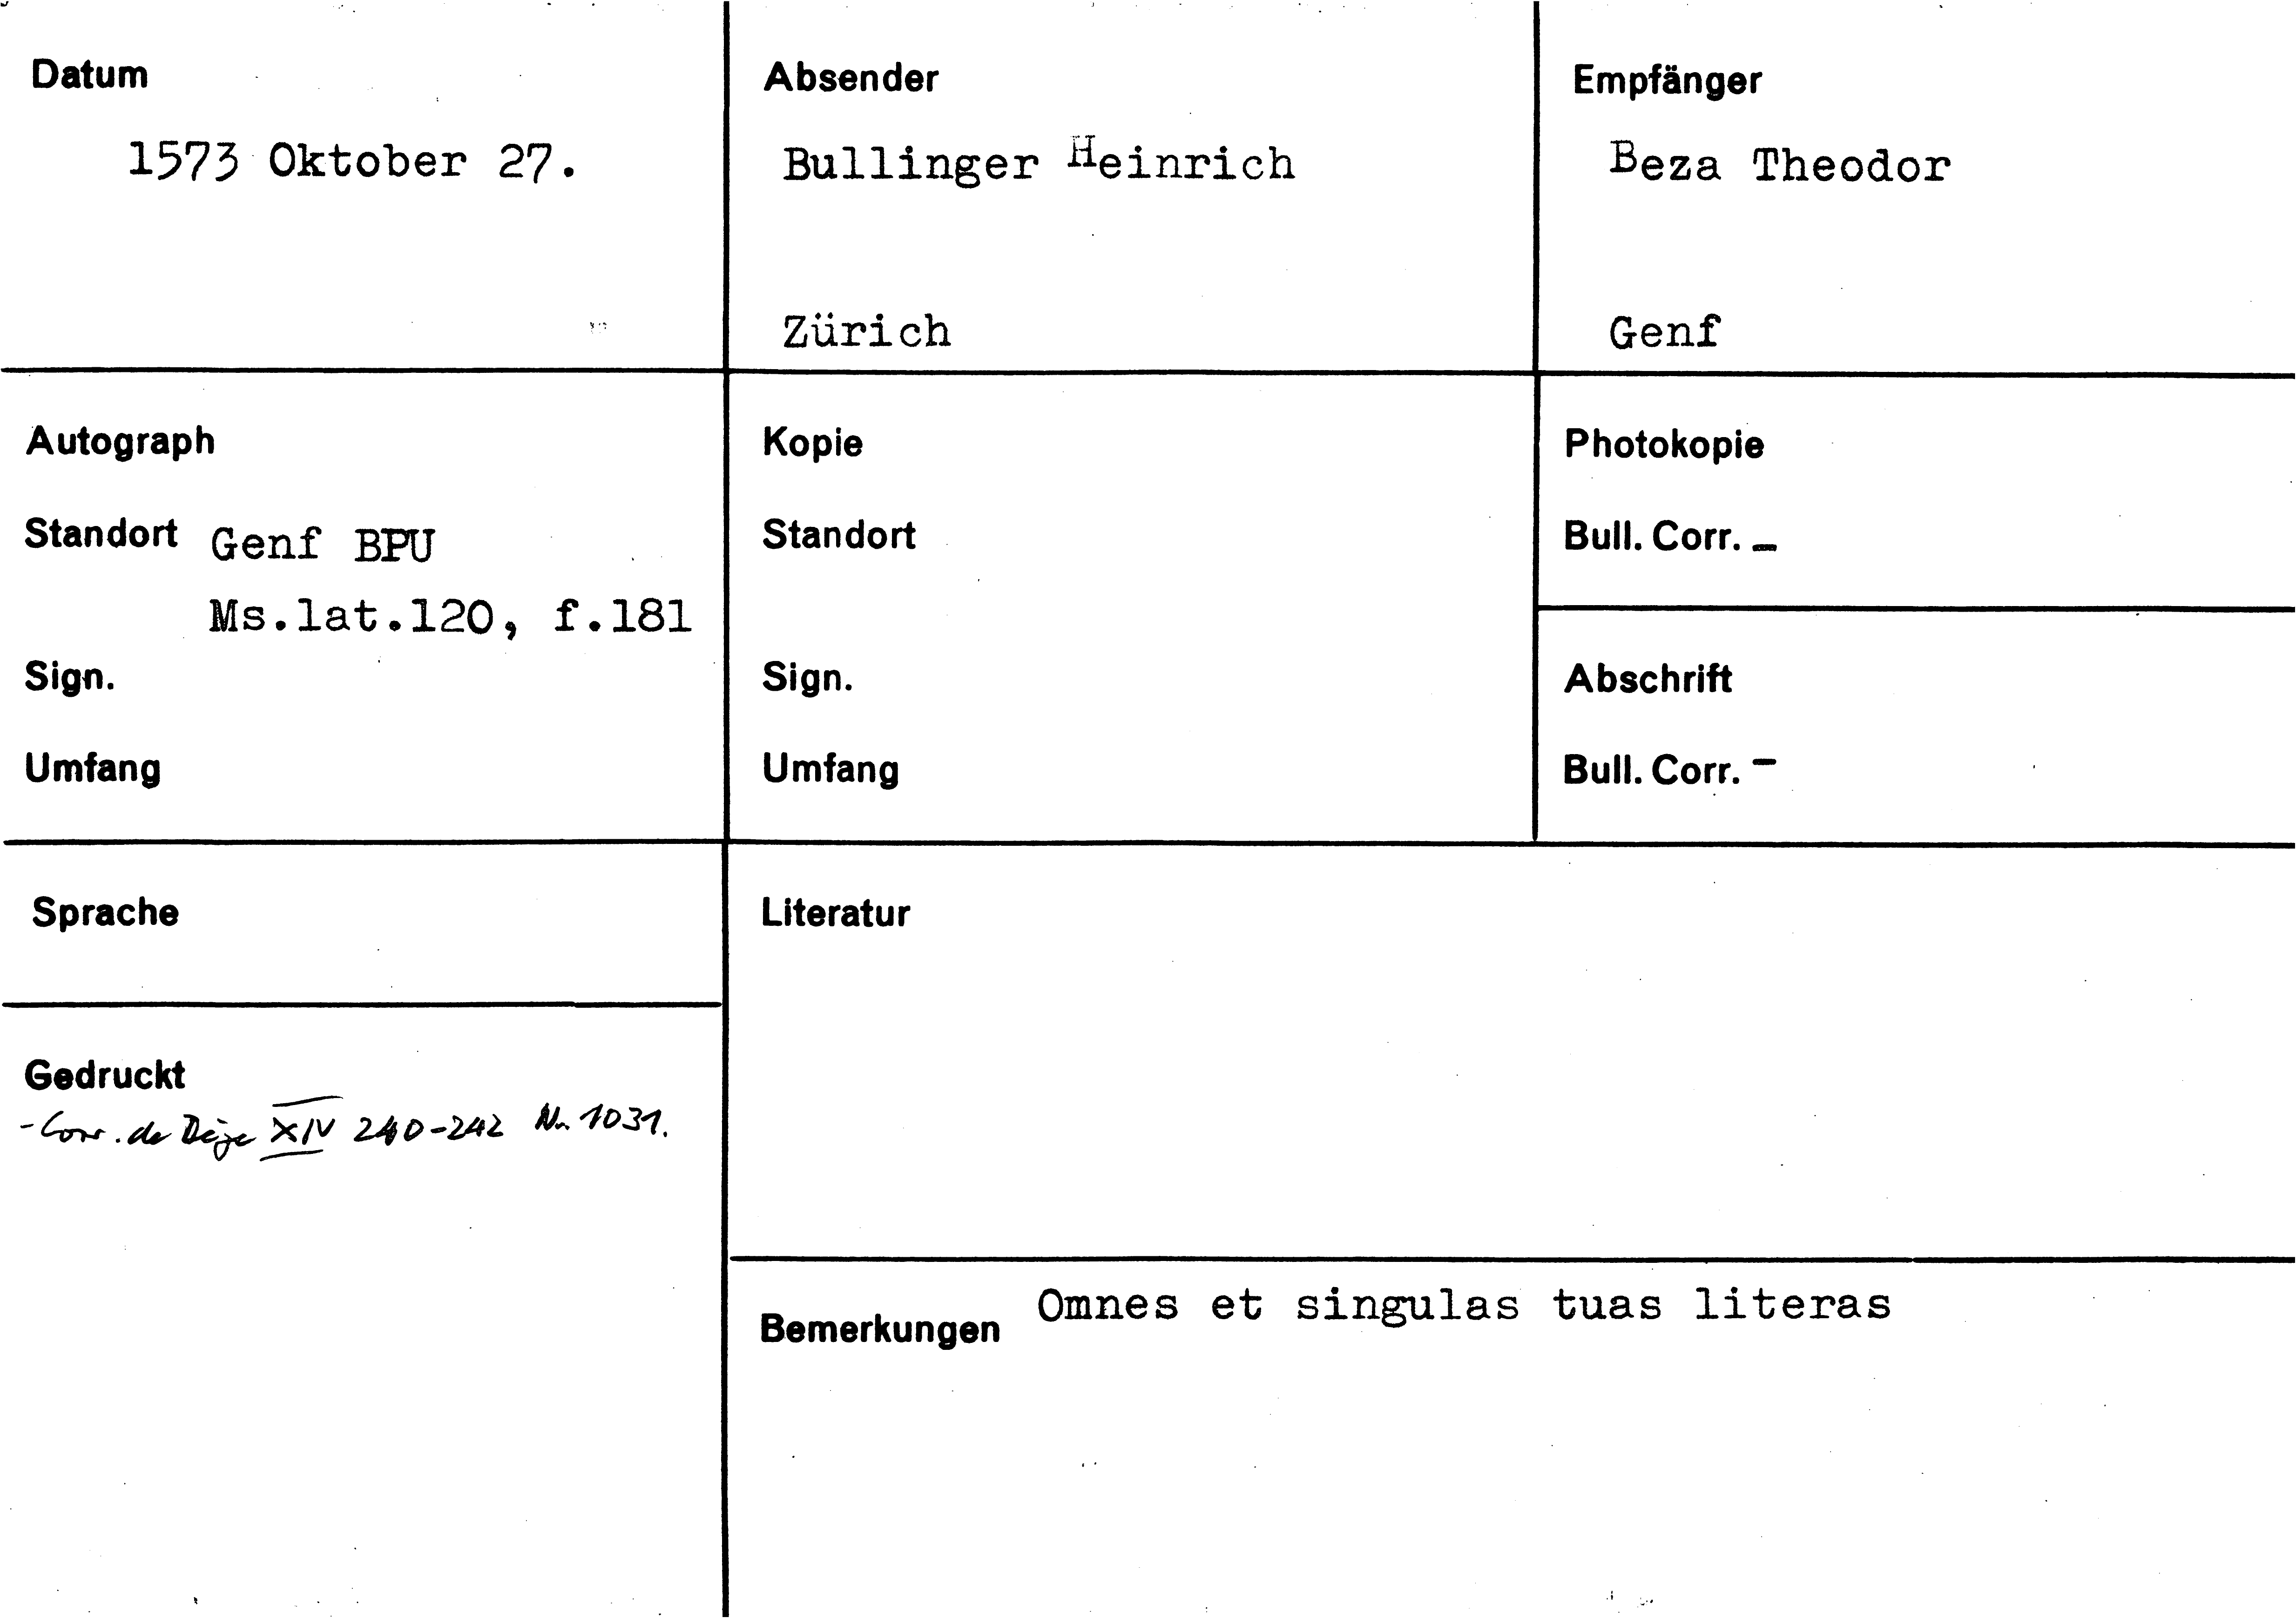 Datum
1573 Oktober 27.
Absender
Bullinger Heinrich
Zürich
Empfänger
Beza Theodor
Genf
Autograph
Standort Genf BPU
Ms.lat.120, f.181
Sign.
Umfang
Kopie
Standort
Sign.
Umfang
Photokopie
Bull. Corr. -
Abschrift
Bull. Corr. -
Sprache
Gedruckt
- Corr. de Bèze XIV 240-242 Nr. 1031.
Literatur
Bemerkungen Omnes et singulas tuas literas